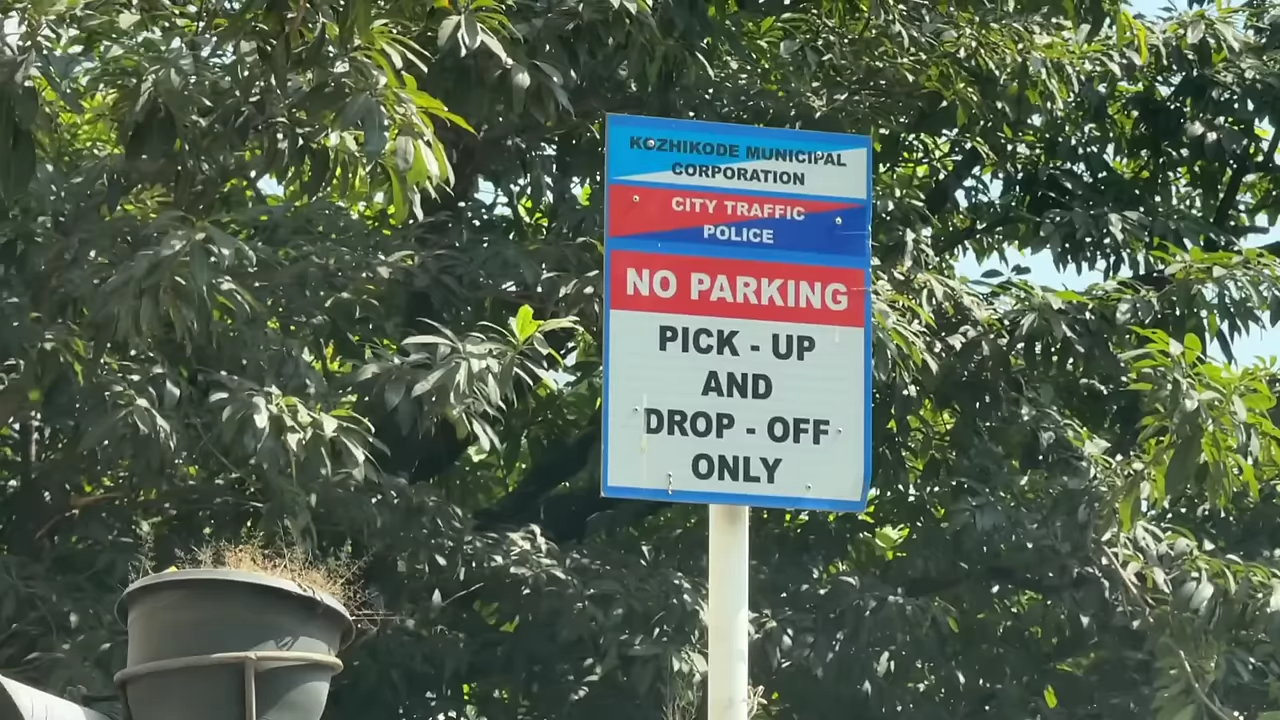 KOZHIKODE MUNICIPAL
CORPORATION
CITY TRAFFIC
POLICE
NO PARKING
PICK - UP
AND
DROP - OFF
ONLY